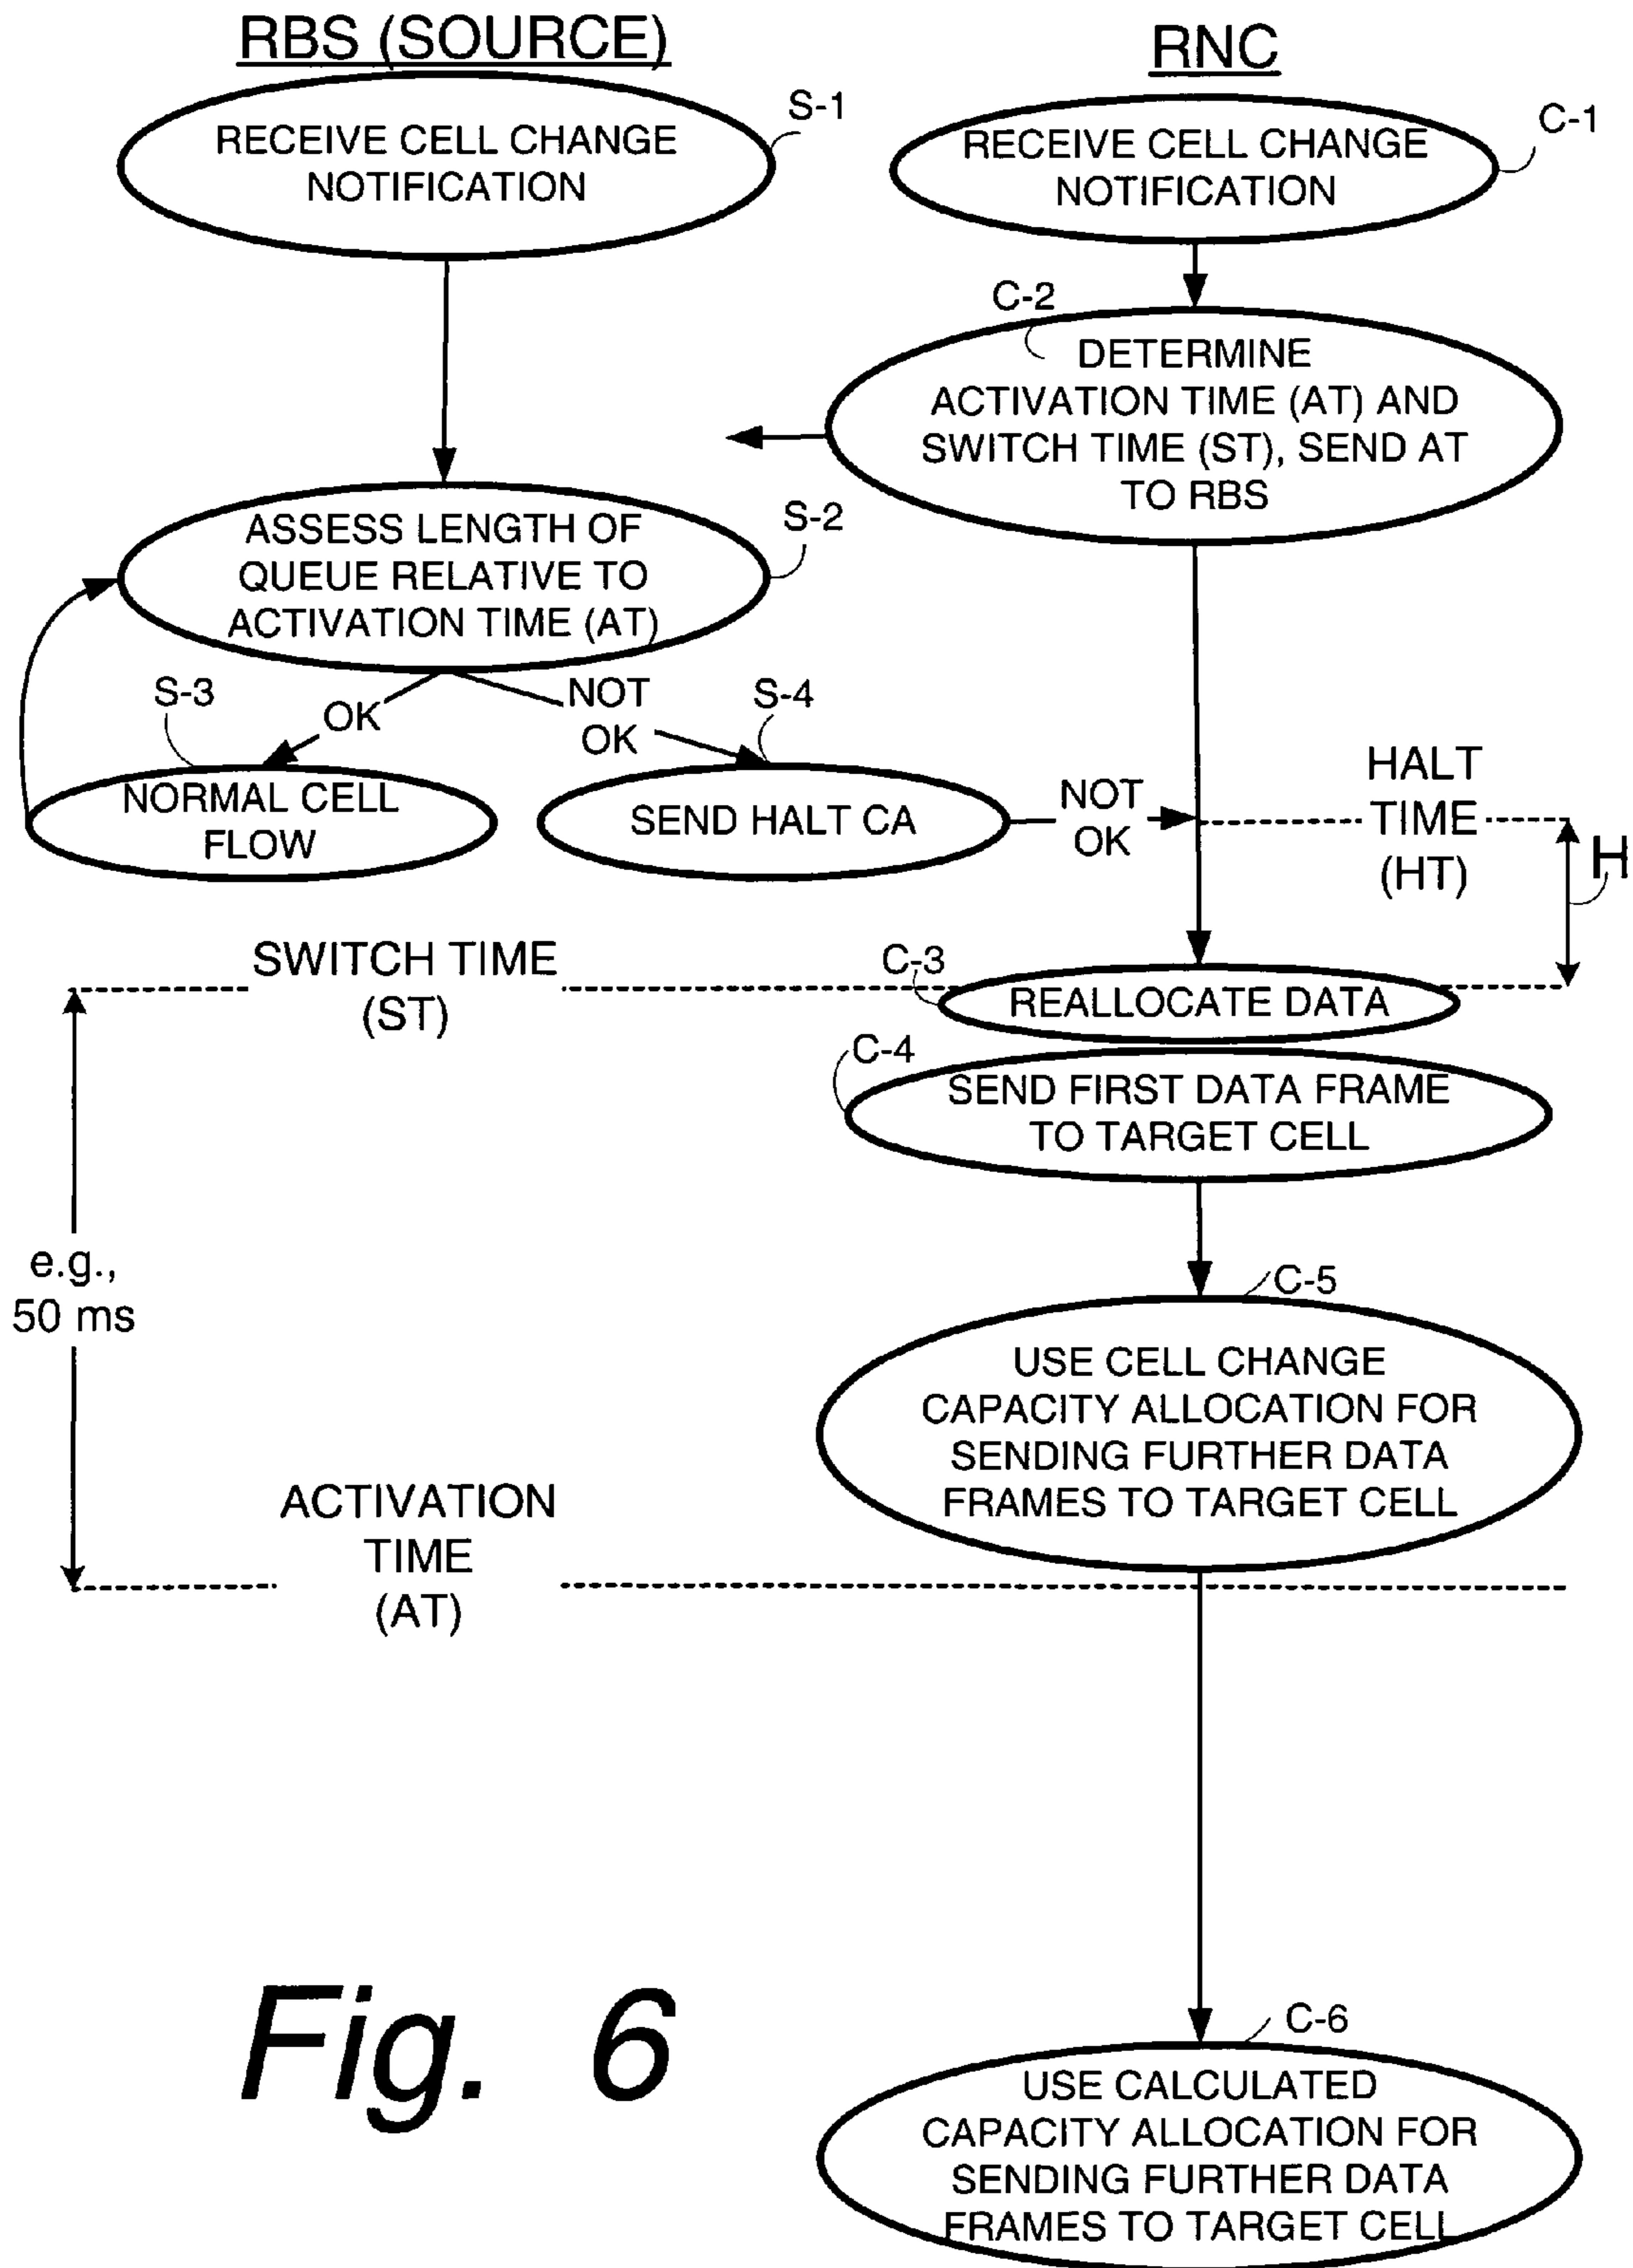 RBS (SOURCE)
RNC
S-1
RECEIVE CELL CHANGE
NOTIFICATION
C-1
RECEIVE CELL CHANGE
NOTIFICATION
C-2
DETERMINE
ACTIVATION TIME (AT) AND
SWITCH TIME (ST), SEND AT
TO RBS
S-2
ASSESS LENGTH OF
QUEUE RELATIVE TO
ACTIVATION TIME (AT)
S-3
OK
NOT
OK
S-4
NORMAL CELL
FLOW
SEND HALT CA
NOT
OK
HALT
TIME
(HT)
H
SWITCH TIME
(ST)
C-3
REALLOCATE DATA
C-4
SEND FIRST DATA FRAME
TO TARGET CELL
e.g.,
50 ms
C-5
USE CELL CHANGE
CAPACITY ALLOCATION FOR
SENDING FURTHER DATA
FRAMES TO TARGET CELL
ACTIVATION
TIME
(AT)
C-6
USE CALCULATED
CAPACITY ALLOCATION FOR
SENDING FURTHER DATA
FRAMES TO TARGET CELL
Fig. 6